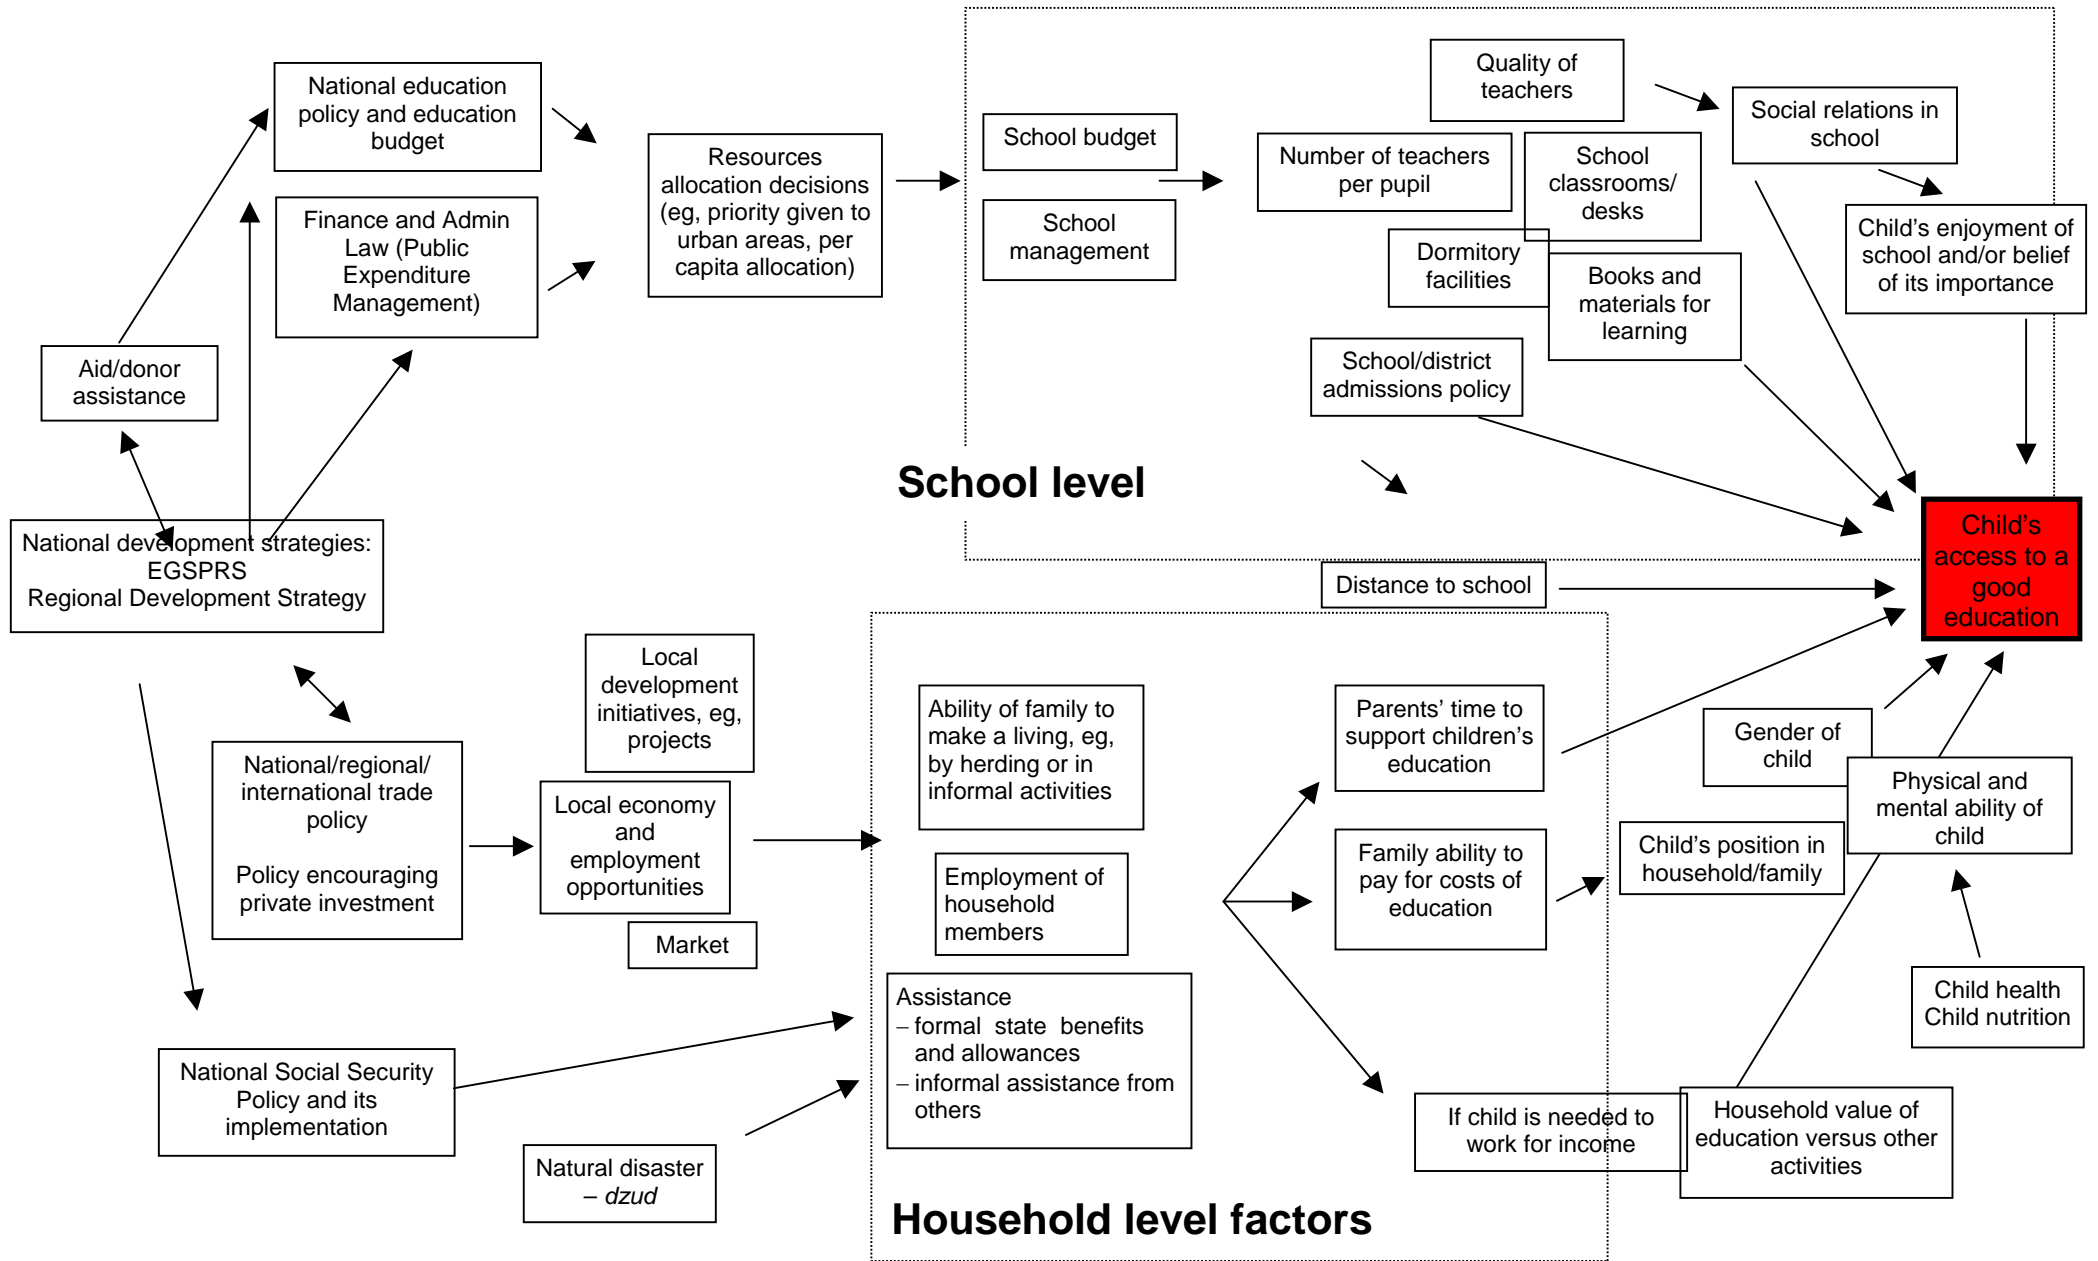 National education
policy and education
budget
Finance and Admin
Law (Public
Expenditure
Management)
Aid/donor
assistance
National development strategies:
EGSPRS
Regional Development Strategy
Resources
allocation decisions
(eg, priority given to
urban areas, per
capita allocation)
School budget
School
management
Quality of
teachers
Number of teachers
per pupil
School
classrooms/
desks
Dormitory
facilities
Books and
materials for
learning
School/district
admissions policy
Social relations in
school
Child’s enjoyment of
school and/or belief
of its importance
School level
Child’s
access to a
good
education
Distance to school
Local
development
initiatives, eg,
projects
National/regional/
international trade
policy
Policy encouraging
private investment
Local economy
and
employment
opportunities
Market
Ability of family to
make a living, eg,
by herding or in
informal activities
Employment of
household
members
Assistance
– formal state benefits
and allowances
– informal assistance from
others
Parents’ time to
support children’s
education
Family ability to
pay for costs of
education
Gender of
child
Physical and
mental ability of
child
Child’s position in
household/family
Child health
Child nutrition
National Social Security
Policy and its
implementation
Natural disaster
– dzud
If child is needed to
work for income
Household value of
education versus other
activities
Household level factors